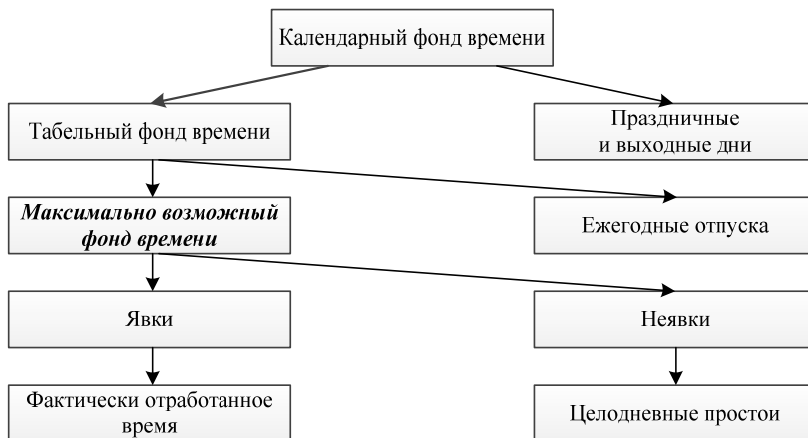 Календарный фонд времени
Табельный фонд времени
Праздничные
и выходные дни
Максимально возможный
фонд времени
Ежегодные отпуска
Явки
Неявки
Фактически отработанное
время
Целодневные простои